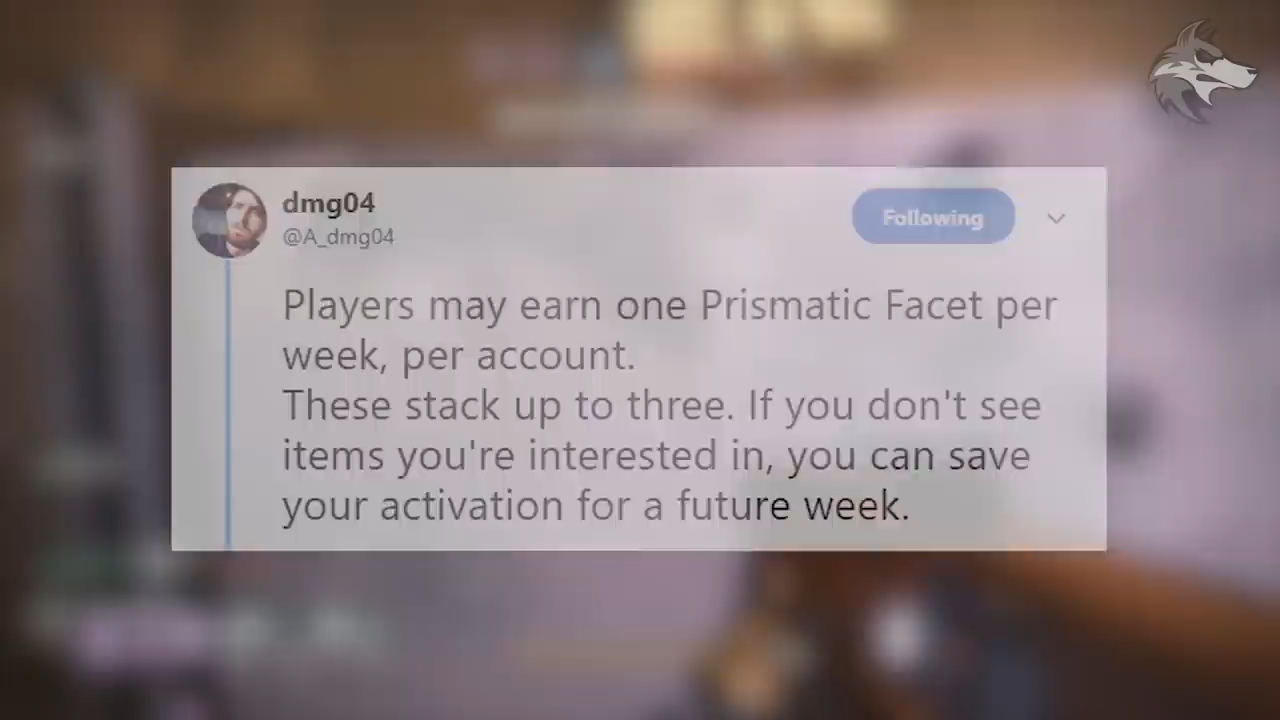 dmg04
@A_dmg04
Following
Players may earn one Prismatic Facet per
week, per account.
These stack up to three. If you don't see
items you're interested in, you can save
your activation for a future week.